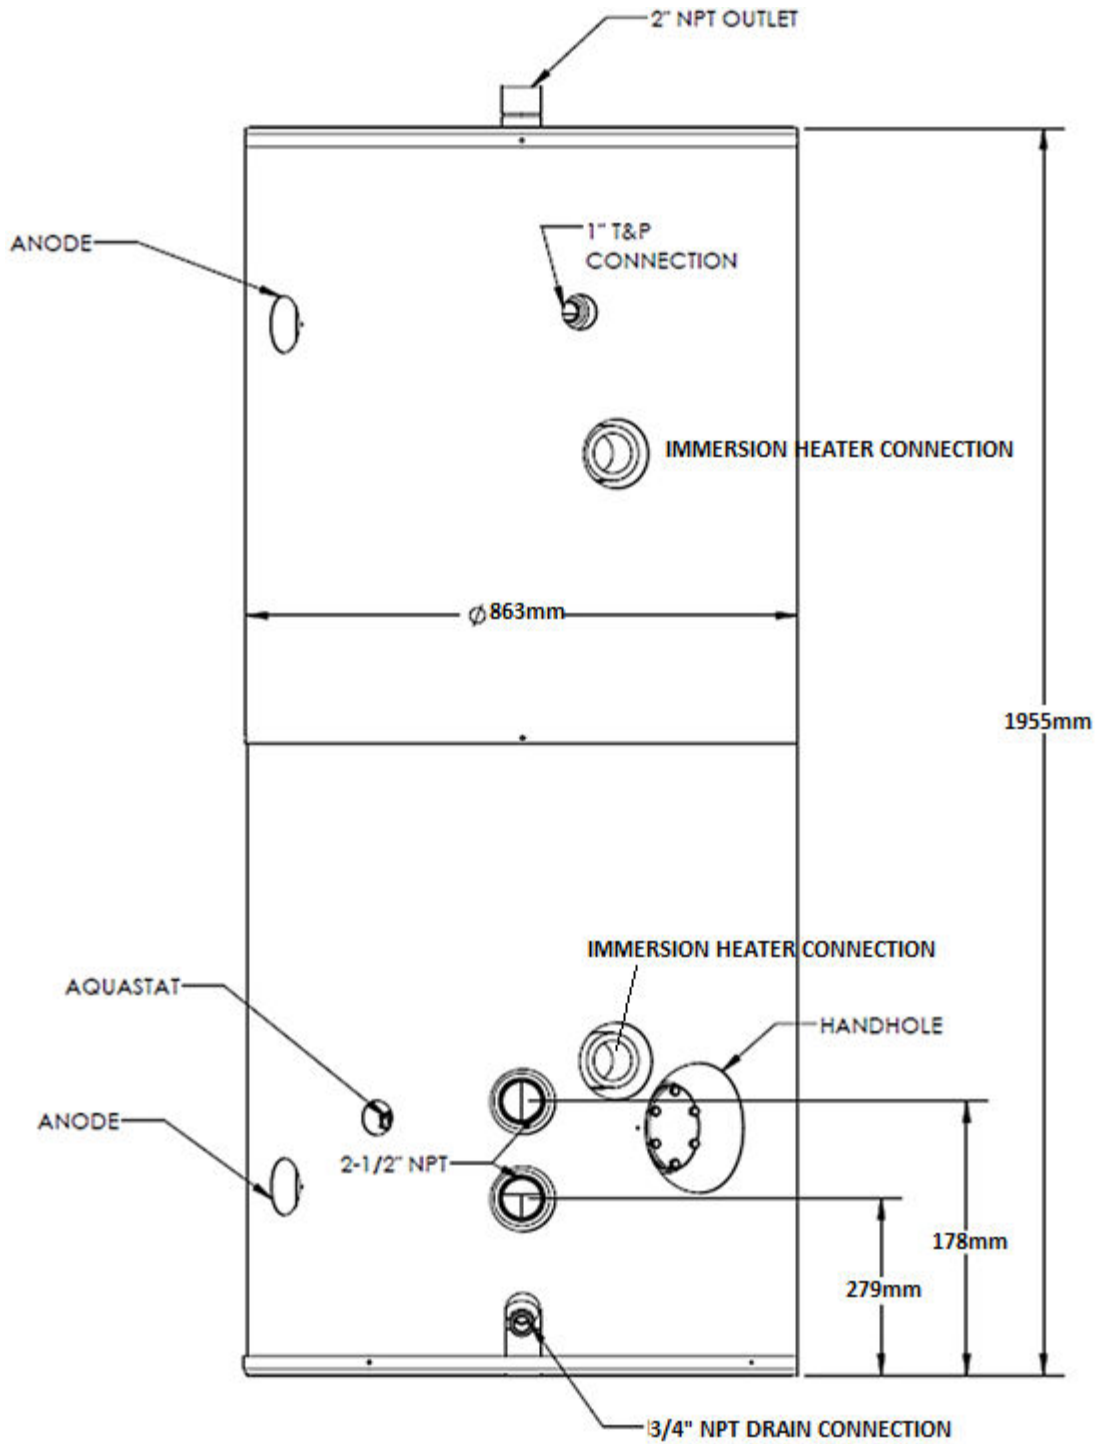 2" NPT OUTLET
ANODE
1" T&P
CONNECTION
IMMERSION HEATER CONNECTION
Ø 863mm
1955mm
IMMERSION HEATER CONNECTION
AQUASTAT
HANDHOLE
ANODE
2-1/2" NPT
178mm
279mm
3/4" NPT DRAIN CONNECTION